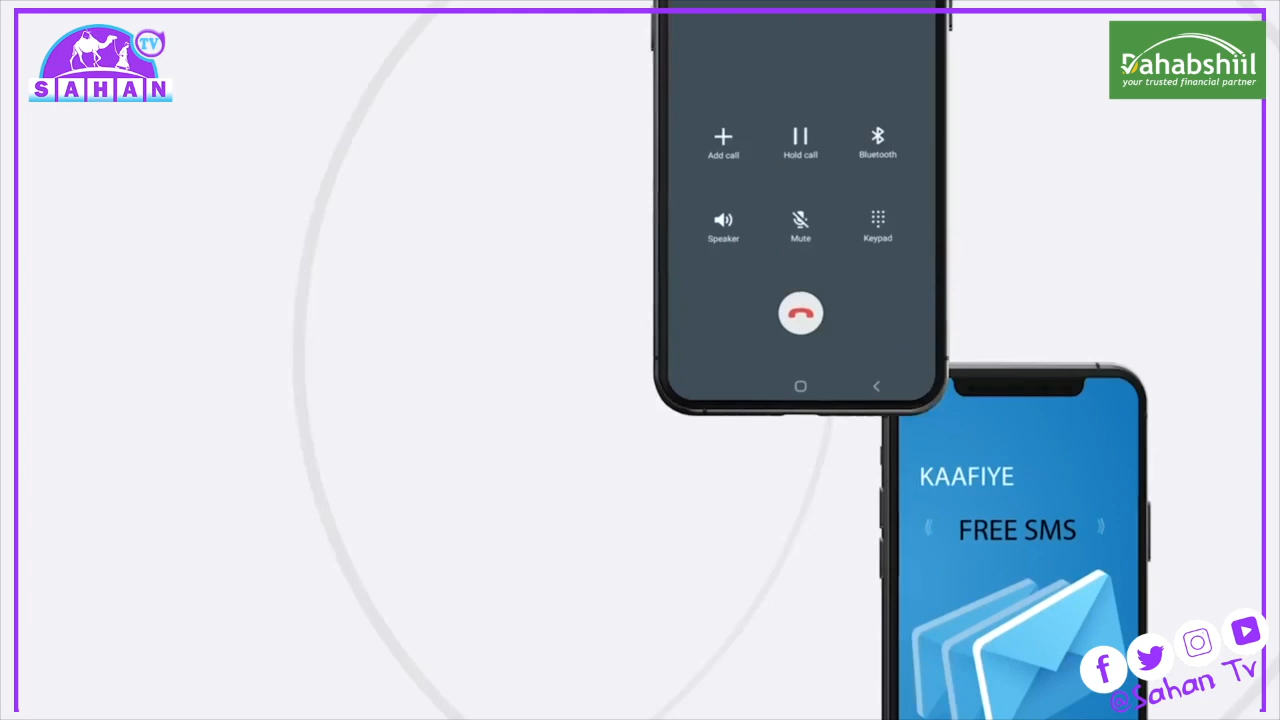 TV
SAHAN
Dahabshiil
your trusted financial partner
Add call
Hold call
Bluetooth
Speaker
Mute
Keypad
KAAFIYE
FREE SMS
@Sahan Tv